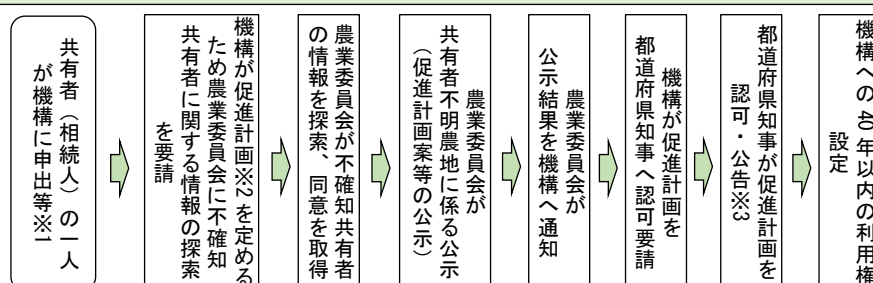 共有者（相続人）の一人
が機構に申出等※1
機構が促進計画※2を定める
ため農業委員会に不確知
共有者に関する情報の探索
を要請
農業委員会が不確知共有者
の情報を探索、同意を取得
農業委員会が
共有者不明農地に係る公示
（促進計画案等の公示）
農業委員会が
公示結果を機構へ通知
機構が促進計画を
都道府県知事へ認可要請
都道府県知事が促進計画を
認可・公告※3
機構への40年以内の利用権
設定